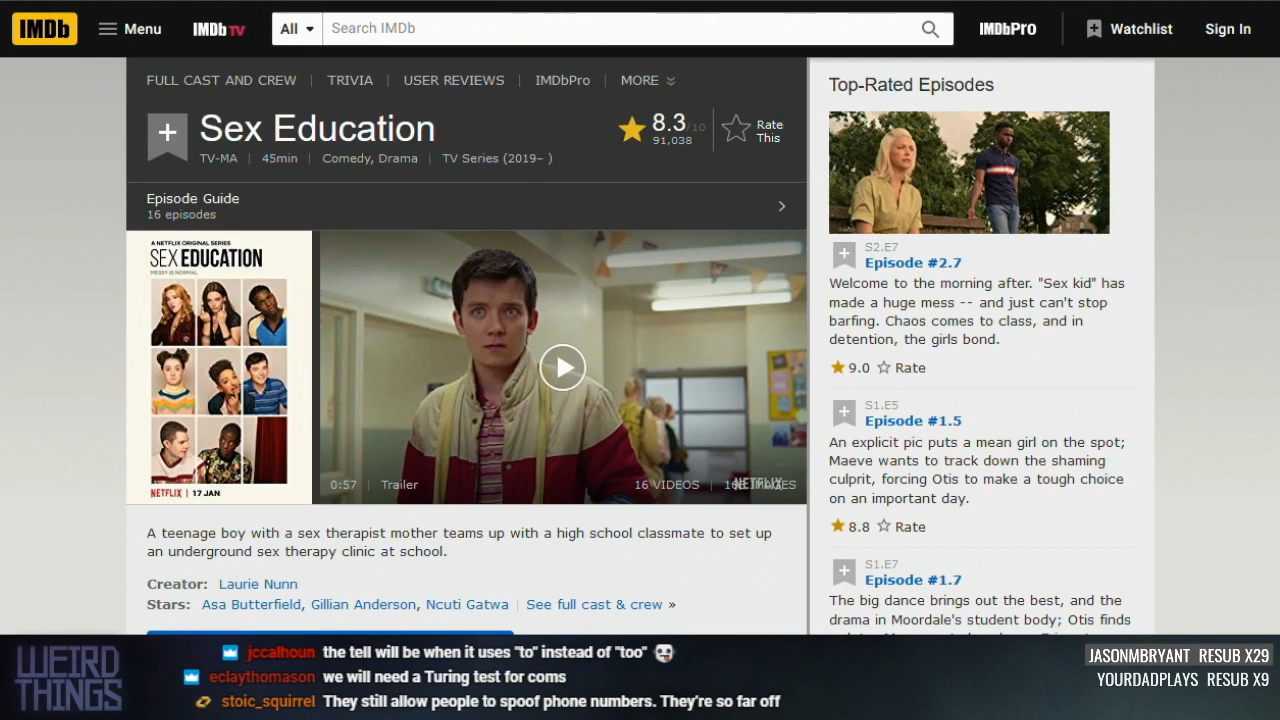 IMDb
Menu
IMDb TV
All
Search IMDb
IMDbPro
Watchlist
Sign In
FULL CAST AND CREW | TRIVIA | USER REVIEWS | IMDbPro | MORE
Sex Education
8.3/10
91,038
Rate This
TV-MA | 45min | Comedy, Drama | TV Series (2019– )
Episode Guide
16 episodes
A NETFLIX ORIGINAL SERIES
SEX EDUCATION
MESSY IS NORMAL
NETFLIX | 17 JAN
0:57 | Trailer
16 VIDEOS
NETFLIX
A teenage boy with a sex therapist mother teams up with a high school classmate to set up
an underground sex therapy clinic at school.
Creator: Laurie Nunn
Stars: Asa Butterfield, Gillian Anderson, Ncuti Gatwa | See full cast & crew »
Top-Rated Episodes
S2.E7
Episode #2.7
Welcome to the morning after. "Sex kid" has
made a huge mess -- and just can't stop
barfing. Chaos comes to class, and in
detention, the girls bond.
9.0 Rate
S1.E5
Episode #1.5
An explicit pic puts a mean girl on the spot;
Maeve wants to track down the shaming
culprit, forcing Otis to make a tough choice
on an important day.
8.8 Rate
S1.E7
Episode #1.7
The big dance brings out the best, and the
drama in Moordale's student body; Otis finds
WEIRD
THINGS
jccalhoun the tell will be when it uses "to" instead of "too"
eclaythomason we will need a Turing test for coms
stoic_squirrel They still allow people to spoof phone numbers. They're so far off
JASONMBRYANT RESUB X29
YOURDADPLAYS RESUB X9